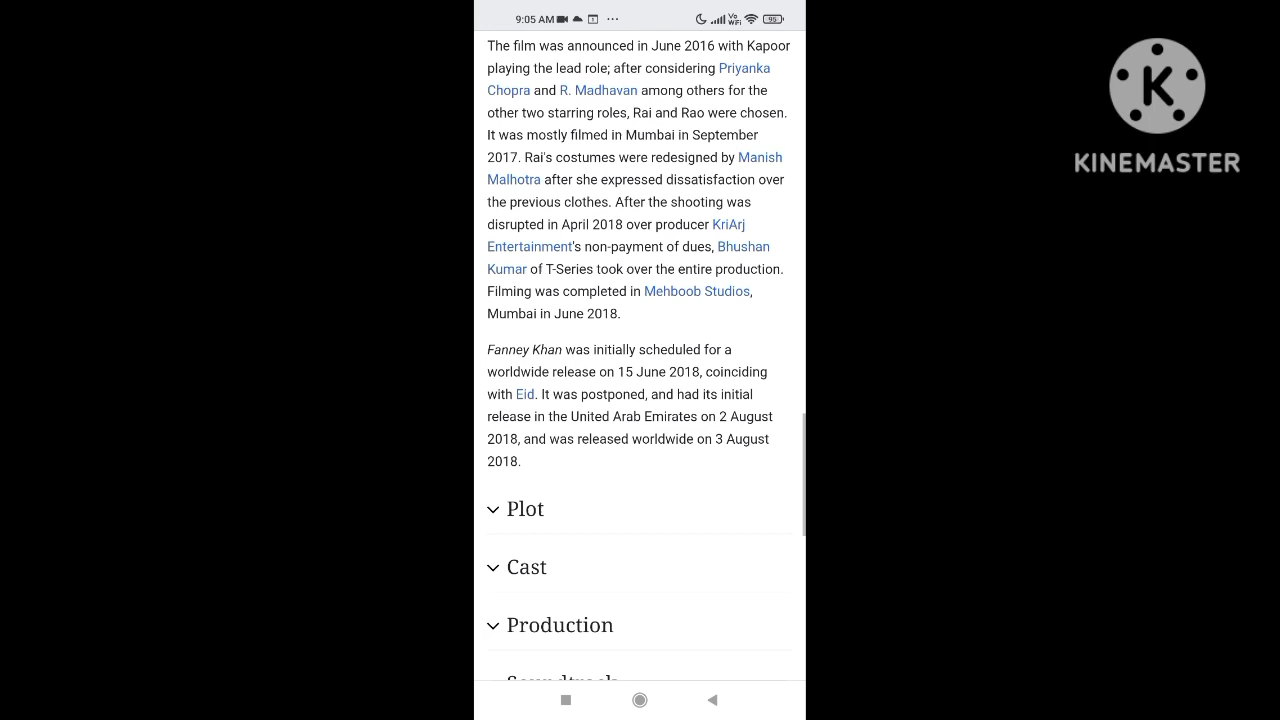 9:05 AM
Vo WiFi
95
The film was announced in June 2016 with Kapoor
playing the lead role; after considering Priyanka
Chopra and R. Madhavan among others for the
other two starring roles, Rai and Rao were chosen.
It was mostly filmed in Mumbai in September
2017. Rai's costumes were redesigned by Manish
Malhotra after she expressed dissatisfaction over
the previous clothes. After the shooting was
disrupted in April 2018 over producer KriArj
Entertainment's non-payment of dues, Bhushan
Kumar of T-Series took over the entire production.
Filming was completed in Mehboob Studios,
Mumbai in June 2018.
Fanney Khan was initially scheduled for a
worldwide release on 15 June 2018, coinciding
with Eid. It was postponed, and had its initial
release in the United Arab Emirates on 2 August
2018, and was released worldwide on 3 August
2018.
Plot
Cast
Production
Soundtrack
K
KINEMASTER